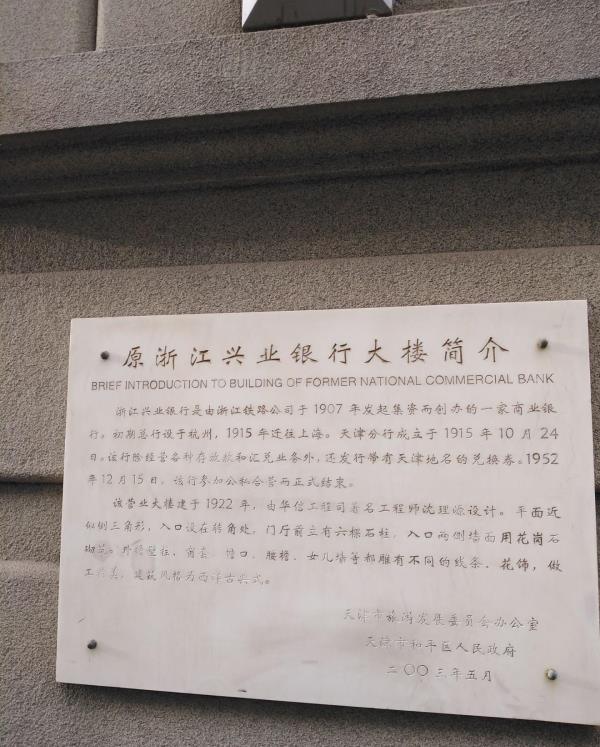 原浙江兴业银行大楼简介
BRIEF INTRODUCTION TO BUILDING OF FORMER NATIONAL COMMERCIAL BANK
浙江兴业银行是由浙江铁路公司于1907年发起集资而创办的一家商业银
行。初期总行设于杭州，1915年迁往上海。天津分行成立于1915年10月24
日。该行除经营各种存放款和汇兑业务外，还发行带有天津地名的兑换券。1952
年12月15日，该行参加公私合营而正式结束。
该营业大楼建于1922年，由华信工程司著名工程师沈理源设计。平面近
似倒三角形，入口设在转角处，门厅前立有六棵石柱，入口两侧墙面用花岗石
砌筑。外檐壁柱、窗套、檐口、腰檐、女儿墙等都雕有不同的线条、花饰，做
工兴美，建筑风格为西洋古典式。
天津市旅游发展委员会办公室
天津市和平区人民政府
二〇〇三年五月